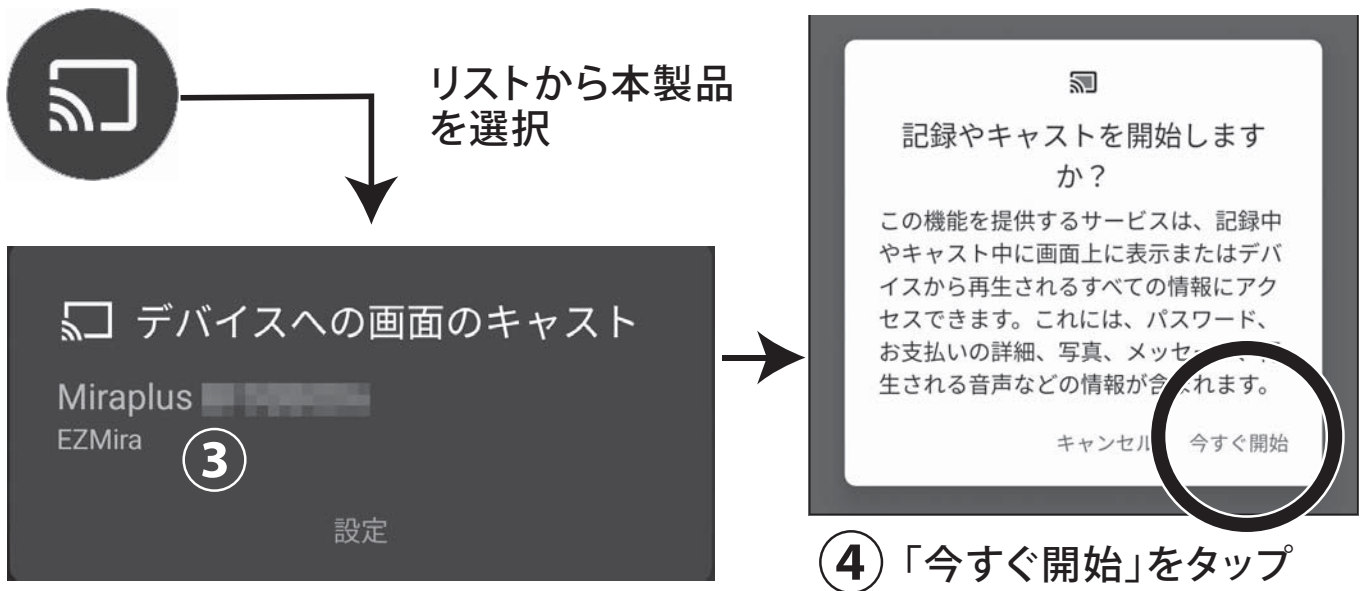 リストから本製品
を選択
デバイスへの画面のキャスト
Miraplus
EZMira
③
設定
記録やキャストを開始します
か？
この機能を提供するサービスは、記録中
やキャスト中に画面上に表示またはデバ
イスから再生されるすべての情報にアク
セスできます。これには、パスワード、
お支払いの詳細、写真、メッセー
生される音声などの情報が含まれます。
キャンセル 今すぐ開始
④「今すぐ開始」をタップ